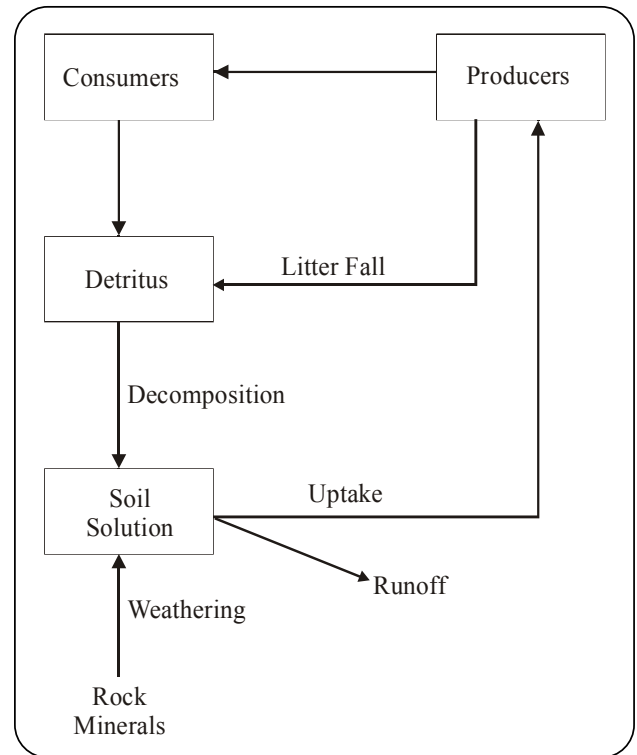 Consumers
Producers
Litter Fall
Detritus
Decomposition
Soil
Solution
Uptake
Runoff
Weathering
Rock
Minerals